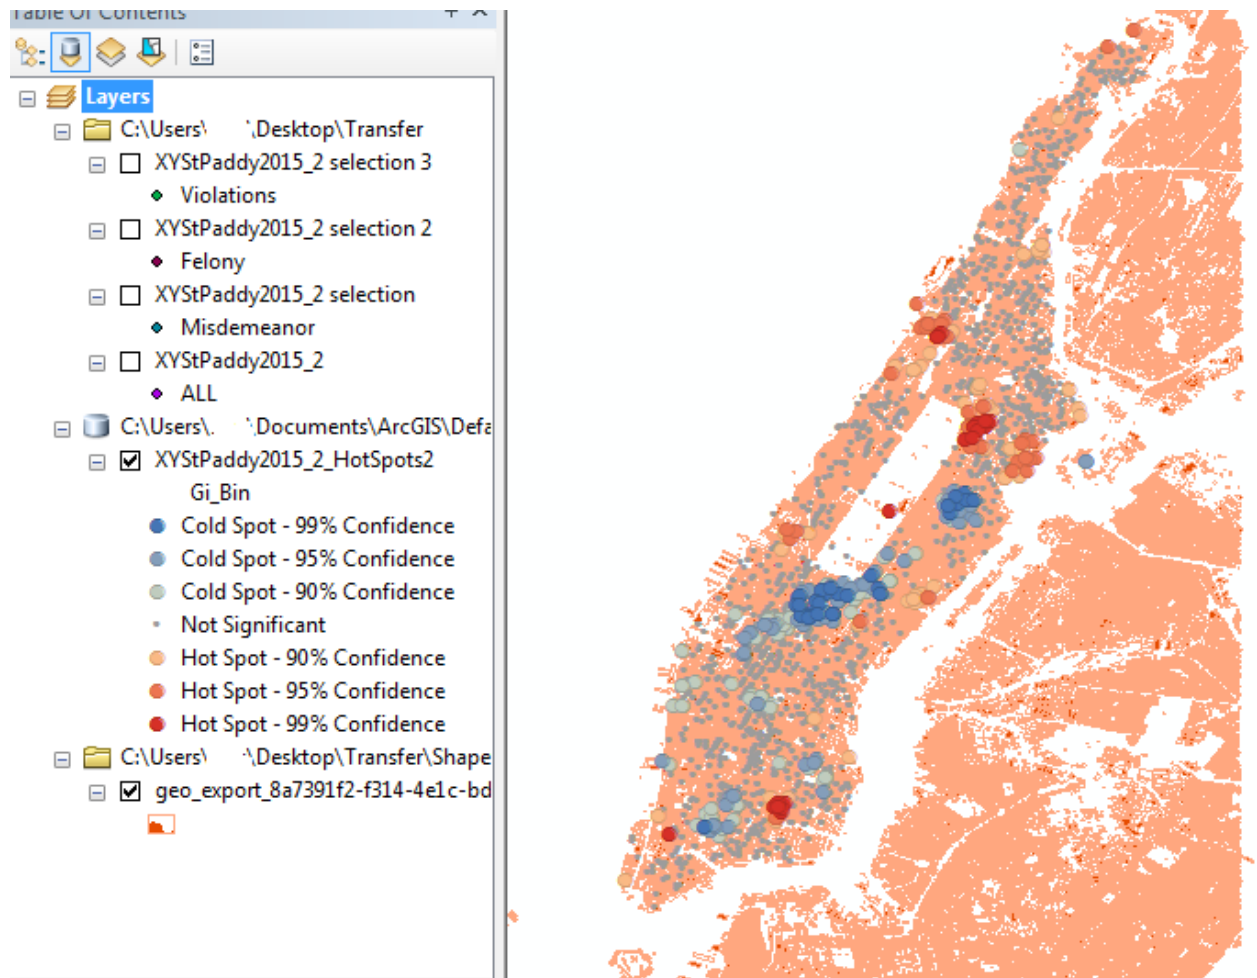 Table Of Contents
Layers
C:\Users\ \Desktop\Transfer
XYStPaddy2015_2 selection 3
Violations
XYStPaddy2015_2 selection 2
Felony
XYStPaddy2015_2 selection
Misdemeanor
XYStPaddy2015_2
ALL
C:\Users\. \Documents\ArcGIS\Defa
XYStPaddy2015_2_HotSpots2
Gi_Bin
Cold Spot - 99% Confidence
Cold Spot - 95% Confidence
Cold Spot - 90% Confidence
Not Significant
Hot Spot - 90% Confidence
Hot Spot - 95% Confidence
Hot Spot - 99% Confidence
C:\Users\ \Desktop\Transfer\Shape
geo_export_8a7391f2-f314-4e1c-bd